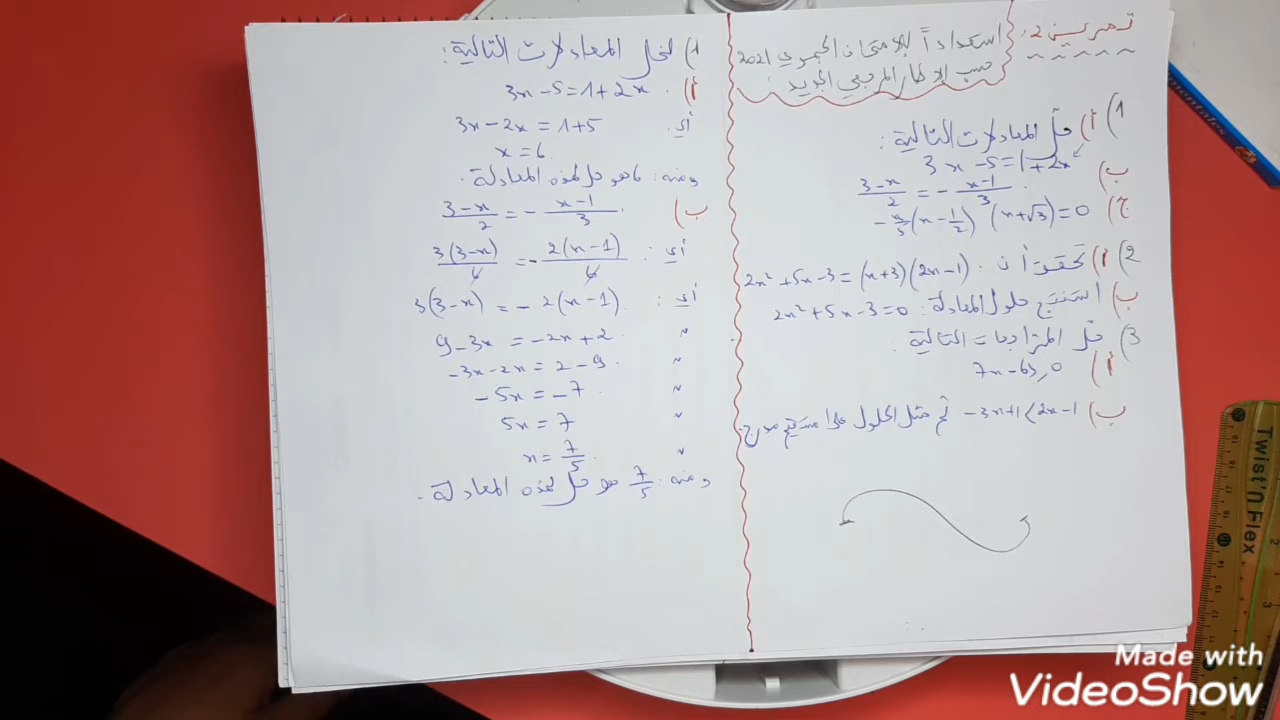 تمرين 2:
استعداداً للامتحان الجهوي 2021
حسب الإطار المرجعي الجديد
1) أ) حل المعادلات التالية:
3x-5=1+2x
ب) (3-x)/2 = -(x-1)/3
ج) (x-1/2)(x+√3)=0
2) أ) تحقق أن: 2x²+5x-3=(x+3)(2x-1)
ب) استنتج حلول المعادلة: 2x²+5x-3=0
3) حل المتراجحات التالية:
أ) 7x-6≥0
ب) -3x+1<2x-1 ثم مثل الحلول على مستقيم مدرج.
1) لنحل المعادلات التالية:
أ) 3x-5=1+2x
أي: 3x-2x=1+5
x=6
ومنه: 6 هو حل لهذه المعادلة.
ب) (3-x)/2 = -(x-1)/3
أي: 3(3-x)/6 = -2(x-1)/6
أي: 3(3-x) = -2(x-1)
" 9-3x=-2x+2
" -3x-2x=2-9
" -5x=-7
" 5x=7
" x=7/5
ومنه: 7/5 هو حل لهذه المعادلة.
Twist'n Flex
Made with
VideoShow